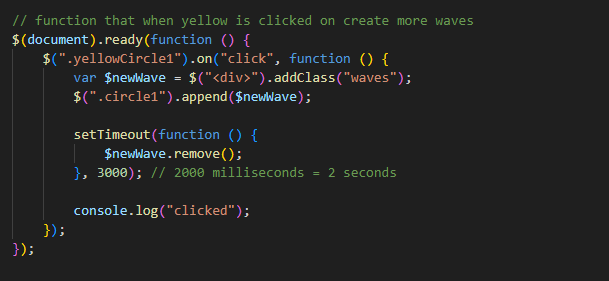 // function that when yellow is clicked on create more waves
$(document).ready(function () {
    $(".yellowCircle1").on("click", function () {
        var $newWave = $("<div>").addClass("waves");
        $(".circle1").append($newWave);

        setTimeout(function () {
            $newWave.remove();
        }, 3000); // 2000 milliseconds = 2 seconds

        console.log("clicked");
    });
});